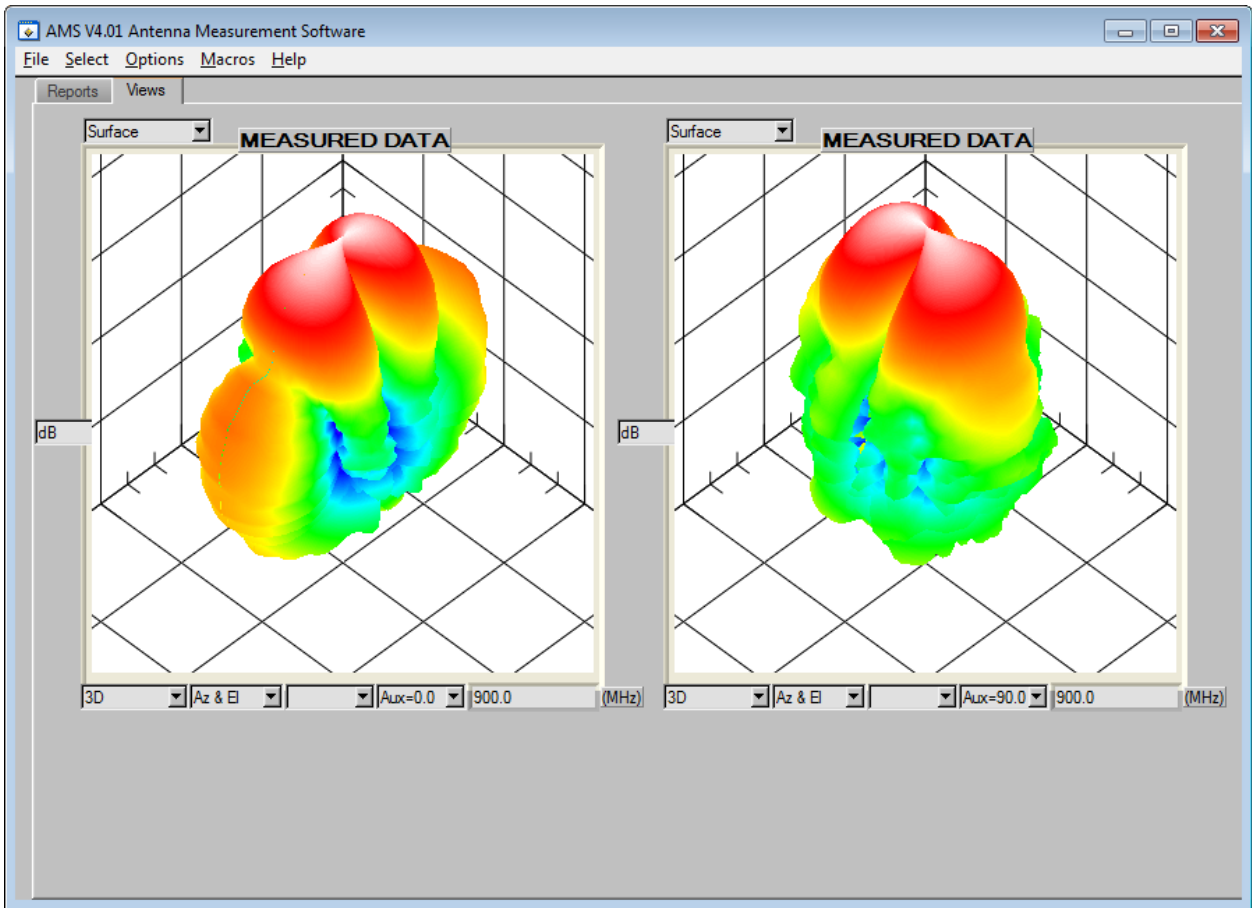 AMS V4.01 Antenna Measurement Software
File Select Options Macros Help
Reports Views
Surface
MEASURED DATA
dB
3D Az & El Aux=0.0 900.0 (MHz)
Surface
MEASURED DATA
dB
3D Az & El Aux=90.0 900.0 (MHz)